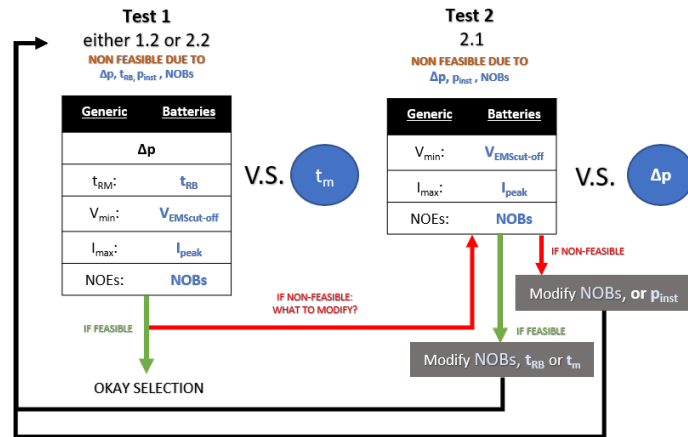 Test 1
either 1.2 or 2.2
NON FEASIBLE DUE TO
Δp, tRB, pinst , NOBs
Generic Batteries
Δp
tRM: tRB
Vmin: VEMScut-off
Imax: Ipeak
NOEs: NOBs
V.S.
tm
IF FEASIBLE
OKAY SELECTION
IF NON-FEASIBLE:
WHAT TO MODIFY?
Test 2
2.1
NON FEASIBLE DUE TO
Δp, pinst , NOBs
Generic Batteries
Vmin: VEMScut-off
Imax: Ipeak
NOEs: NOBs
V.S.
Δp
IF NON-FEASIBLE
Modify NOBs, or pinst
IF FEASIBLE
Modify NOBs, tRB or tm